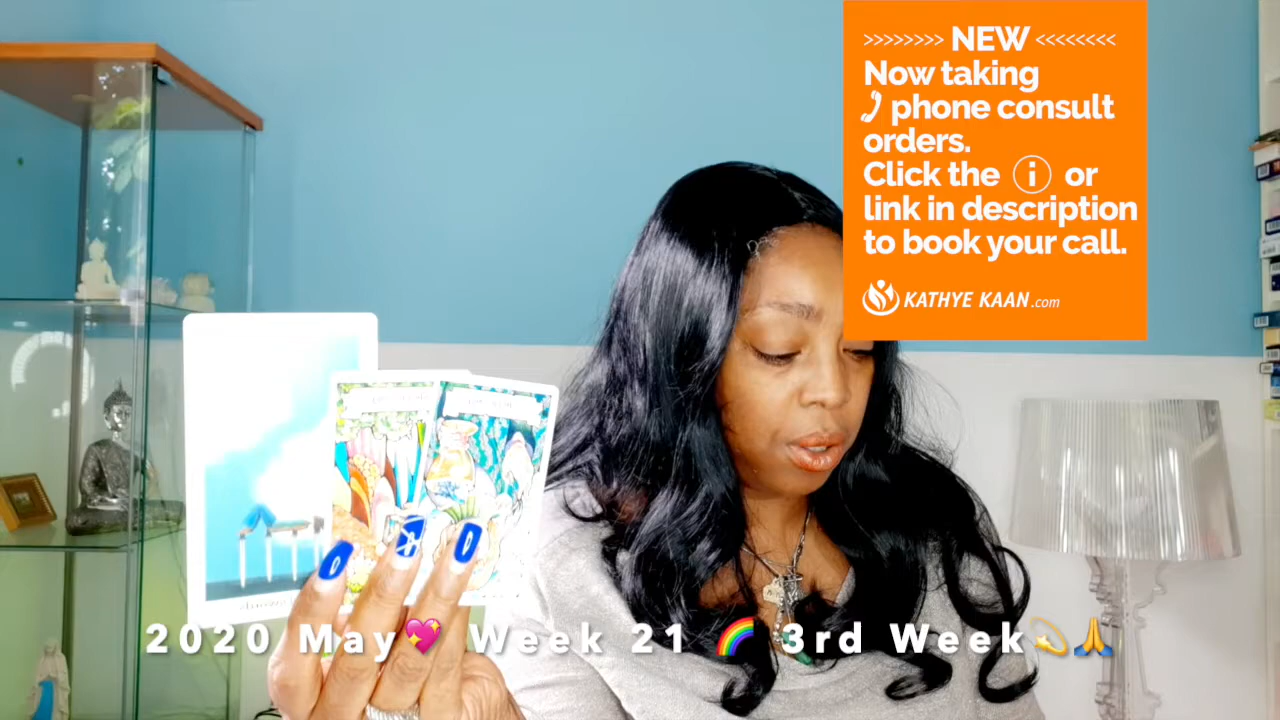 >>>>>>>> NEW <<<<<<<<
Now taking
phone consult
orders.
Click the ⓘ or
link in description
to book your call.
KATHYE KAAN.com
2020 May💖 Week 21 🌈 3rd Week💫🙏